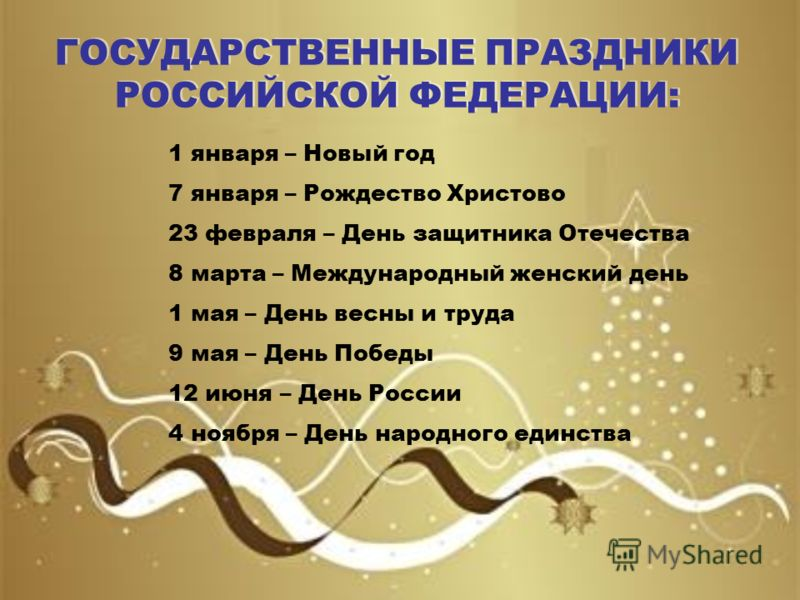 ГОСУДАРСТВЕННЫЕ ПРАЗДНИКИ
РОССИЙСКОЙ ФЕДЕРАЦИИ:
1 января – Новый год
7 января – Рождество Христово
23 февраля – День защитника Отечества
8 марта – Международный женский день
1 мая – День весны и труда
9 мая – День Победы
12 июня – День России
4 ноября – День народного единства
MyShared